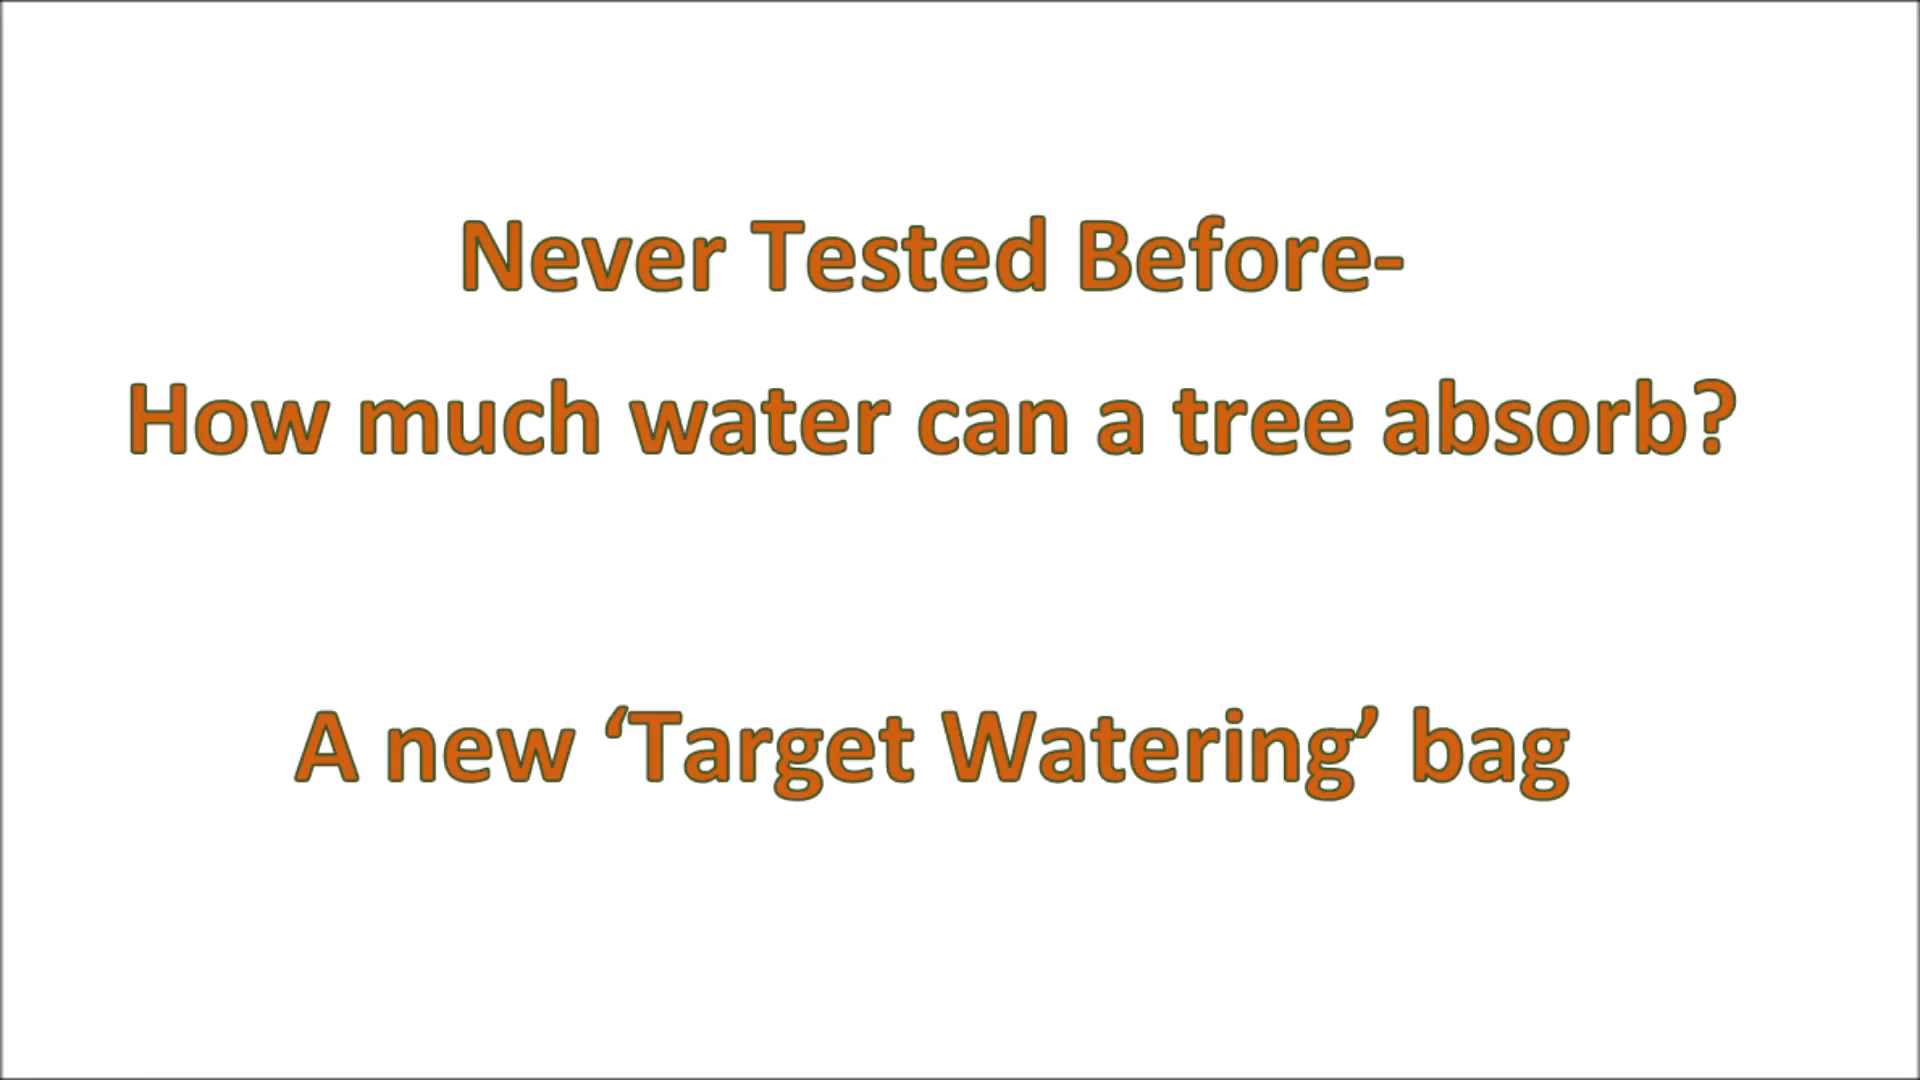 Never Tested Before-
How much water can a tree absorb?
A new ‘Target Watering’ bag